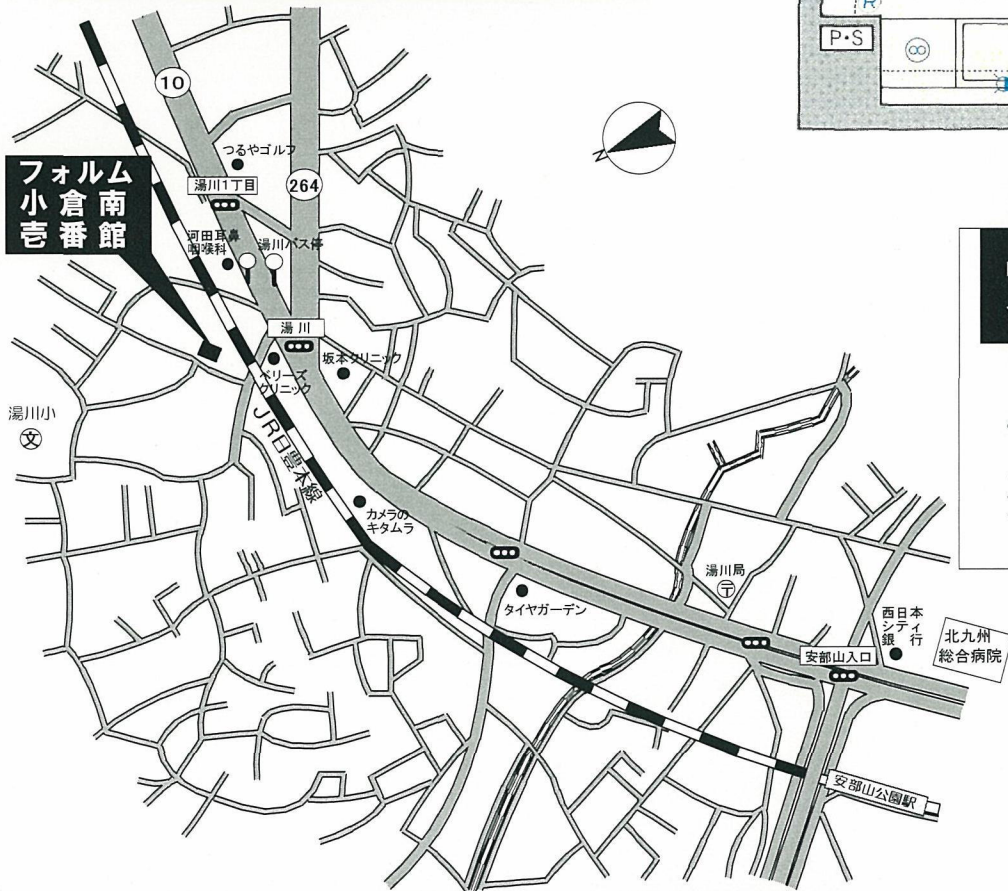 R
P・S
10
つるやゴルフ
湯川1丁目
264
フォルム
小倉南
壱番館
河田耳鼻
咽喉科
湯川バス停
湯川
坂本クリニック
ベリーズ
クリニック
湯川小
文
JR日豊本線
カメラの
キタムラ
湯川局
〒
タイヤガーデン
西日本
シティ
銀行
北九州
総合病院
安部山入口
安部山公園駅